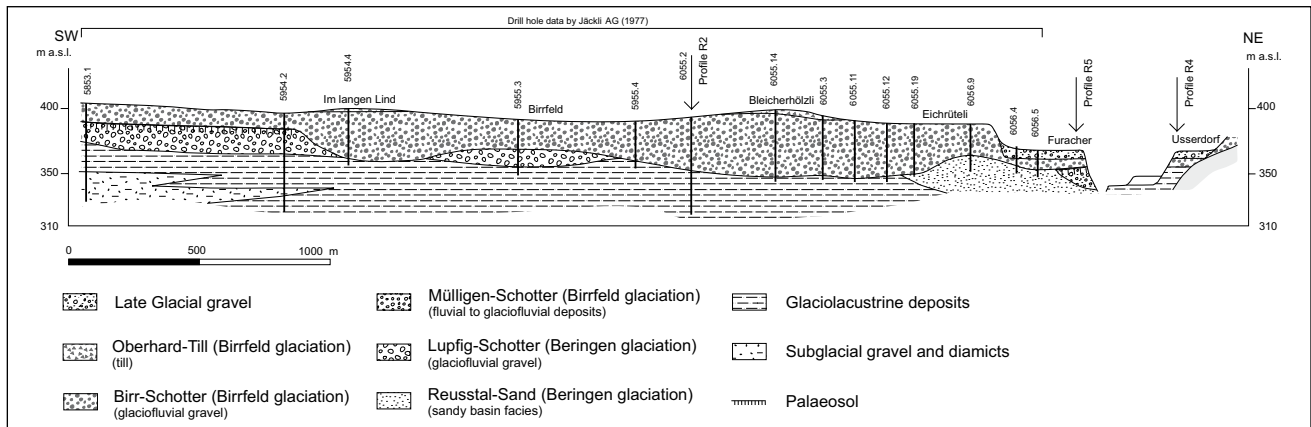 Drill hole data by Jäckli AG (1977)
SW
NE
m a.s.l.
m a.s.l.
5853.1
5954.2
5954.4
5955.3
5955.4
6055.2
Profile R2
6055.14
6055.3
6055.11
6055.12
6055.19
6056.9
6056.4
6056.5
Profile R5
Profile R4
Im langen Lind
Birrfeld
Bleicherhölzli
Eichrüteli
Furacher
Usserdorf
400
350
310
400
350
310
0 500 1000 m
Late Glacial gravel
Oberhard-Till (Birrfeld glaciation)
(till)
Birr-Schotter (Birrfeld glaciation)
(glaciofluvial gravel)
Mülligen-Schotter (Birrfeld glaciation)
(fluvial to glaciofluvial deposits)
Lupfig-Schotter (Beringen glaciation)
(glaciofluvial gravel)
Reusstal-Sand (Beringen glaciation)
(sandy basin facies)
Glaciolacustrine deposits
Subglacial gravel and diamicts
Palaeosol